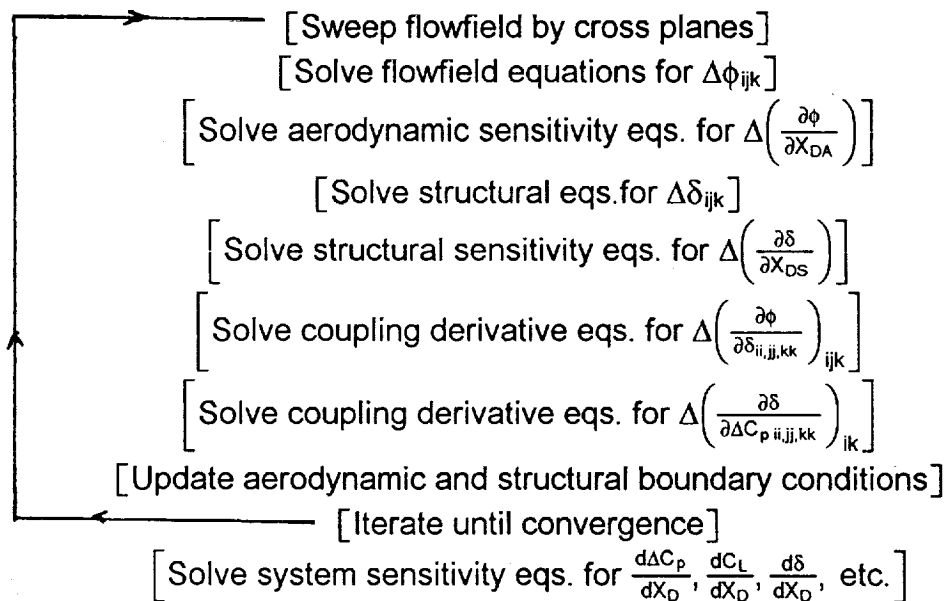 [Sweep flowfield by cross planes]
[Solve flowfield equations for Δϕijk]
[Solve aerodynamic sensitivity eqs. for Δ(∂ϕ/∂XDA)]
[Solve structural eqs.for Δδijk]
[Solve structural sensitivity eqs. for Δ(∂δ/∂XDS)]
[Solve coupling derivative eqs. for Δ(∂ϕ/∂δii,jj,kk)ijk]
[Solve coupling derivative eqs. for Δ(∂δ/∂ΔCp ii,jj,kk)ik]
[Update aerodynamic and structural boundary conditions]
[Iterate until convergence]
[Solve system sensitivity eqs. for dΔCp/dXD, dCL/dXD, dδ/dXD, etc.]